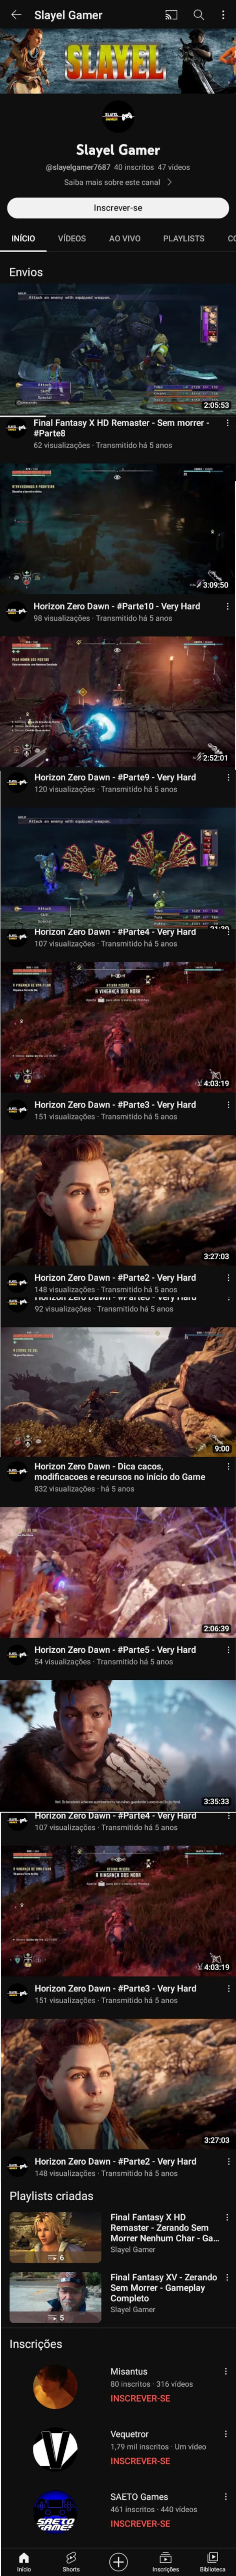 Slayel Gamer
SLAYEL
SLAYEL
GAMER
Slayel Gamer
@slayelgamer7687 40 inscritos 47 vídeos
Saiba mais sobre este canal
Inscrever-se
INÍCIO VÍDEOS AO VIVO PLAYLISTS
Envios
Attack an enemy with equipped weapon.
Attack
Skill
Special
2:05:53
Final Fantasy X HD Remaster - Sem morrer -
#Parte8
62 visualizações · Transmitido há 5 anos
3:09:50
Horizon Zero Dawn - #Parte10 - Very Hard
98 visualizações · Transmitido há 5 anos
2:52:01
Horizon Zero Dawn - #Parte9 - Very Hard
120 visualizações · Transmitido há 5 anos
Attack an enemy with equipped weapon.
Attack
Skill
Special
Horizon Zero Dawn - #Parte4 - Very Hard
107 visualizações · Transmitido há 5 anos
A VINGANÇA DOS NORA
4:03:19
Horizon Zero Dawn - #Parte3 - Very Hard
151 visualizações · Transmitido há 5 anos
3:27:03
Horizon Zero Dawn - #Parte2 - Very Hard
148 visualizações · Transmitido há 5 anos
92 visualizações · Transmitido há 5 anos
9:00
Horizon Zero Dawn - Dica cacos,
modificacoes e recursos no início do Game
832 visualizações · há 5 anos
2:06:39
Horizon Zero Dawn - #Parte5 - Very Hard
54 visualizações · Transmitido há 5 anos
3:35:33
Horizon Zero Dawn - #Parte4 - Very Hard
107 visualizações · Transmitido há 5 anos
A VINGANÇA DOS NORA
4:03:19
Horizon Zero Dawn - #Parte3 - Very Hard
151 visualizações · Transmitido há 5 anos
3:27:03
Horizon Zero Dawn - #Parte2 - Very Hard
148 visualizações · Transmitido há 5 anos
Playlists criadas
Final Fantasy X HD
Remaster - Zerando Sem
Morrer Nenhum Char - Ga...
Slayel Gamer
6
Final Fantasy XV - Zerando
Sem Morrer - Gameplay
Completo
Slayel Gamer
5
Inscrições
Misantus
80 inscritos · 316 vídeos
INSCREVER-SE
Vequetror
1,79 mil inscritos · Um vídeo
INSCREVER-SE
SAETO Games
461 inscritos · 440 vídeos
INSCREVER-SE
Início Shorts Inscrições Biblioteca